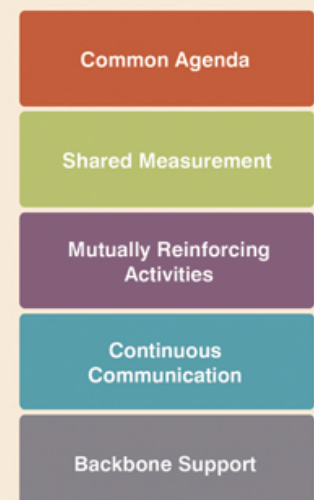 Common Agenda
Shared Measurement
Mutually Reinforcing
Activities
Continuous
Communication
Backbone Support